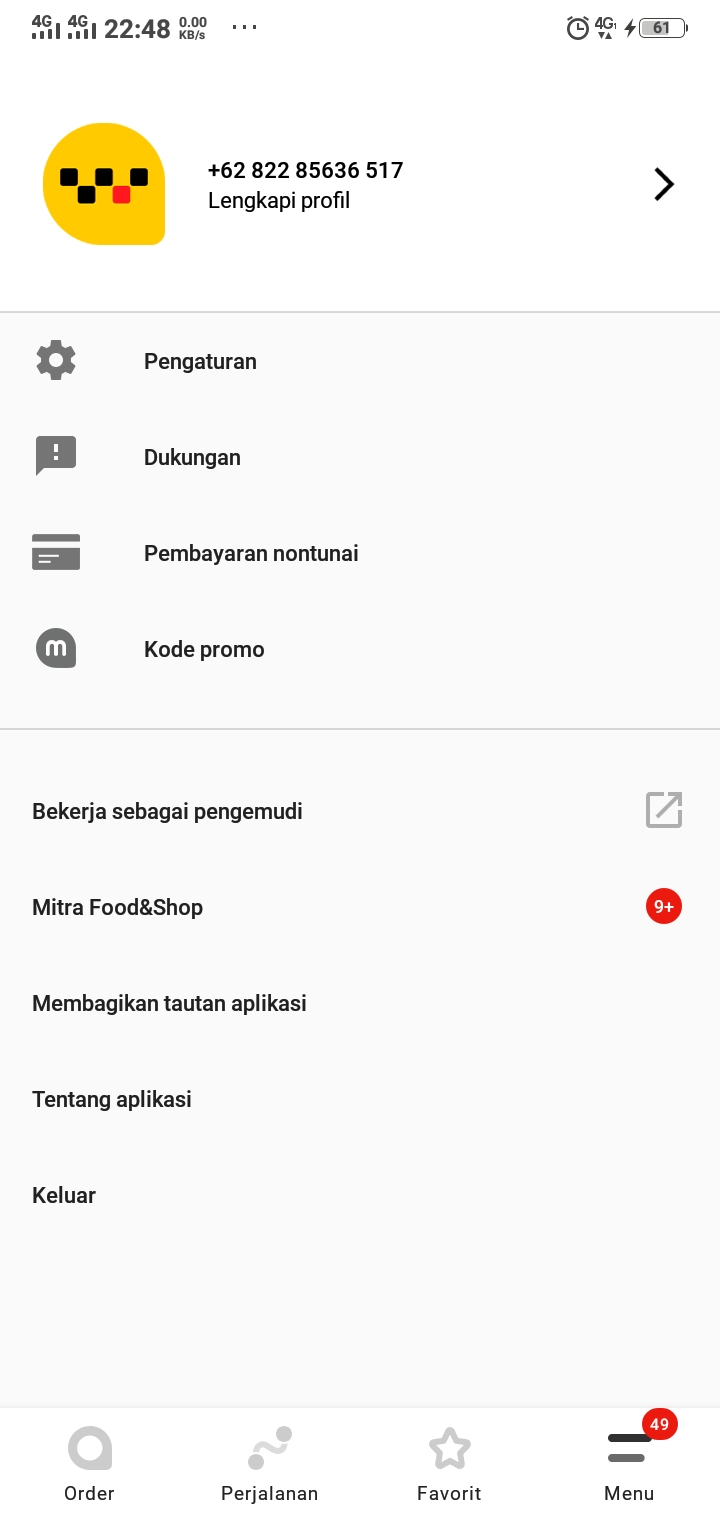 4G 4G 22:48 0.00 KB/s ... 4G 61
+62 822 85636 517
Lengkapi profil
Pengaturan
Dukungan
Pembayaran nontunai
m
Kode promo
Bekerja sebagai pengemudi
Mitra Food&Shop 9+
Membagikan tautan aplikasi
Tentang aplikasi
Keluar
49
Order Perjalanan Favorit Menu